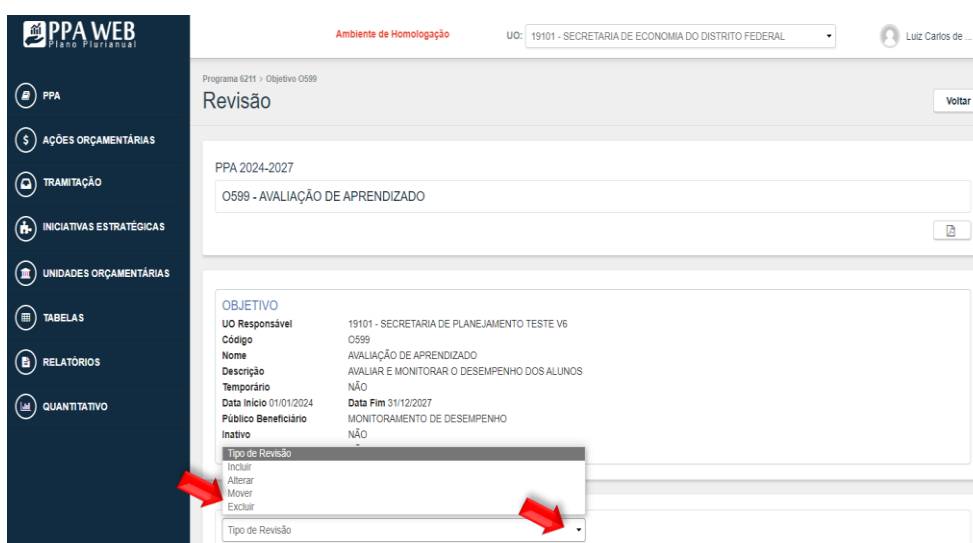 PPA WEB
Plano Plurianual
Ambiente de Homologação
UO: 19101 - SECRETARIA DE ECONOMIA DO DISTRITO FEDERAL
Luiz Carlos de ...
PPA
AÇÕES ORÇAMENTÁRIAS
TRAMITAÇÃO
INICIATIVAS ESTRATÉGICAS
UNIDADES ORÇAMENTÁRIAS
TABELAS
RELATÓRIOS
QUANTITATIVO
Programa 6211 > Objetivo O599
Revisão
Voltar
PPA 2024-2027
O599 - AVALIAÇÃO DE APRENDIZADO
OBJETIVO
UO Responsável 19101 - SECRETARIA DE PLANEJAMENTO TESTE V6
Código O599
Nome AVALIAÇÃO DE APRENDIZADO
Descrição AVALIAR E MONITORAR O DESEMPENHO DOS ALUNOS
Temporário NÃO
Data Início 01/01/2024 Data Fim 31/12/2027
Público Beneficiário MONITORAMENTO DE DESEMPENHO
Inativo NÃO
Tipo de Revisão
Incluir
Alterar
Mover
Excluir
Tipo de Revisão